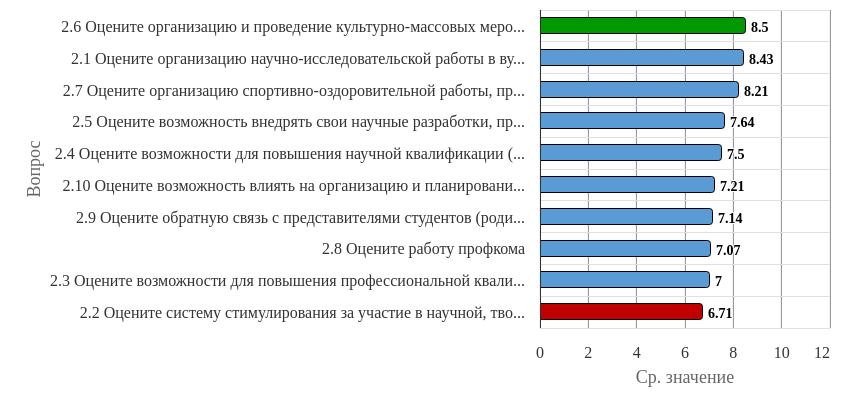 2.6 Оцените организацию и проведение культурно-массовых меро... 8.5
2.1 Оцените организацию научно-исследовательской работы в ву... 8.43
2.7 Оцените организацию спортивно-оздоровительной работы, пр... 8.21
2.5 Оцените возможность внедрять свои научные разработки, пр... 7.64
2.4 Оцените возможности для повышения научной квалификации (... 7.5
2.10 Оцените возможность влиять на организацию и планировани... 7.21
2.9 Оцените обратную связь с представителями студентов (роди... 7.14
2.8 Оцените работу профкома 7.07
2.3 Оцените возможности для повышения профессиональной квали... 7
2.2 Оцените систему стимулирования за участие в научной, тво... 6.71
Вопрос
0 2 4 6 8 10 12
Ср. значение